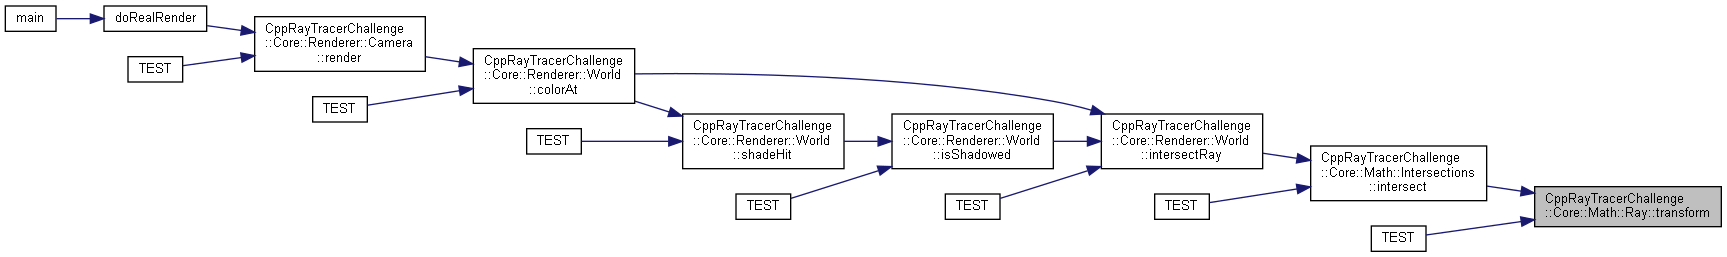 main
doRealRender
TEST
CppRayTracerChallenge
::Core::Renderer::Camera
::render
TEST
CppRayTracerChallenge
::Core::Renderer::World
::colorAt
TEST
CppRayTracerChallenge
::Core::Renderer::World
::shadeHit
TEST
CppRayTracerChallenge
::Core::Renderer::World
::isShadowed
TEST
CppRayTracerChallenge
::Core::Renderer::World
::intersectRay
TEST
CppRayTracerChallenge
::Core::Math::Intersections
::intersect
TEST
CppRayTracerChallenge
::Core::Math::Ray::transform